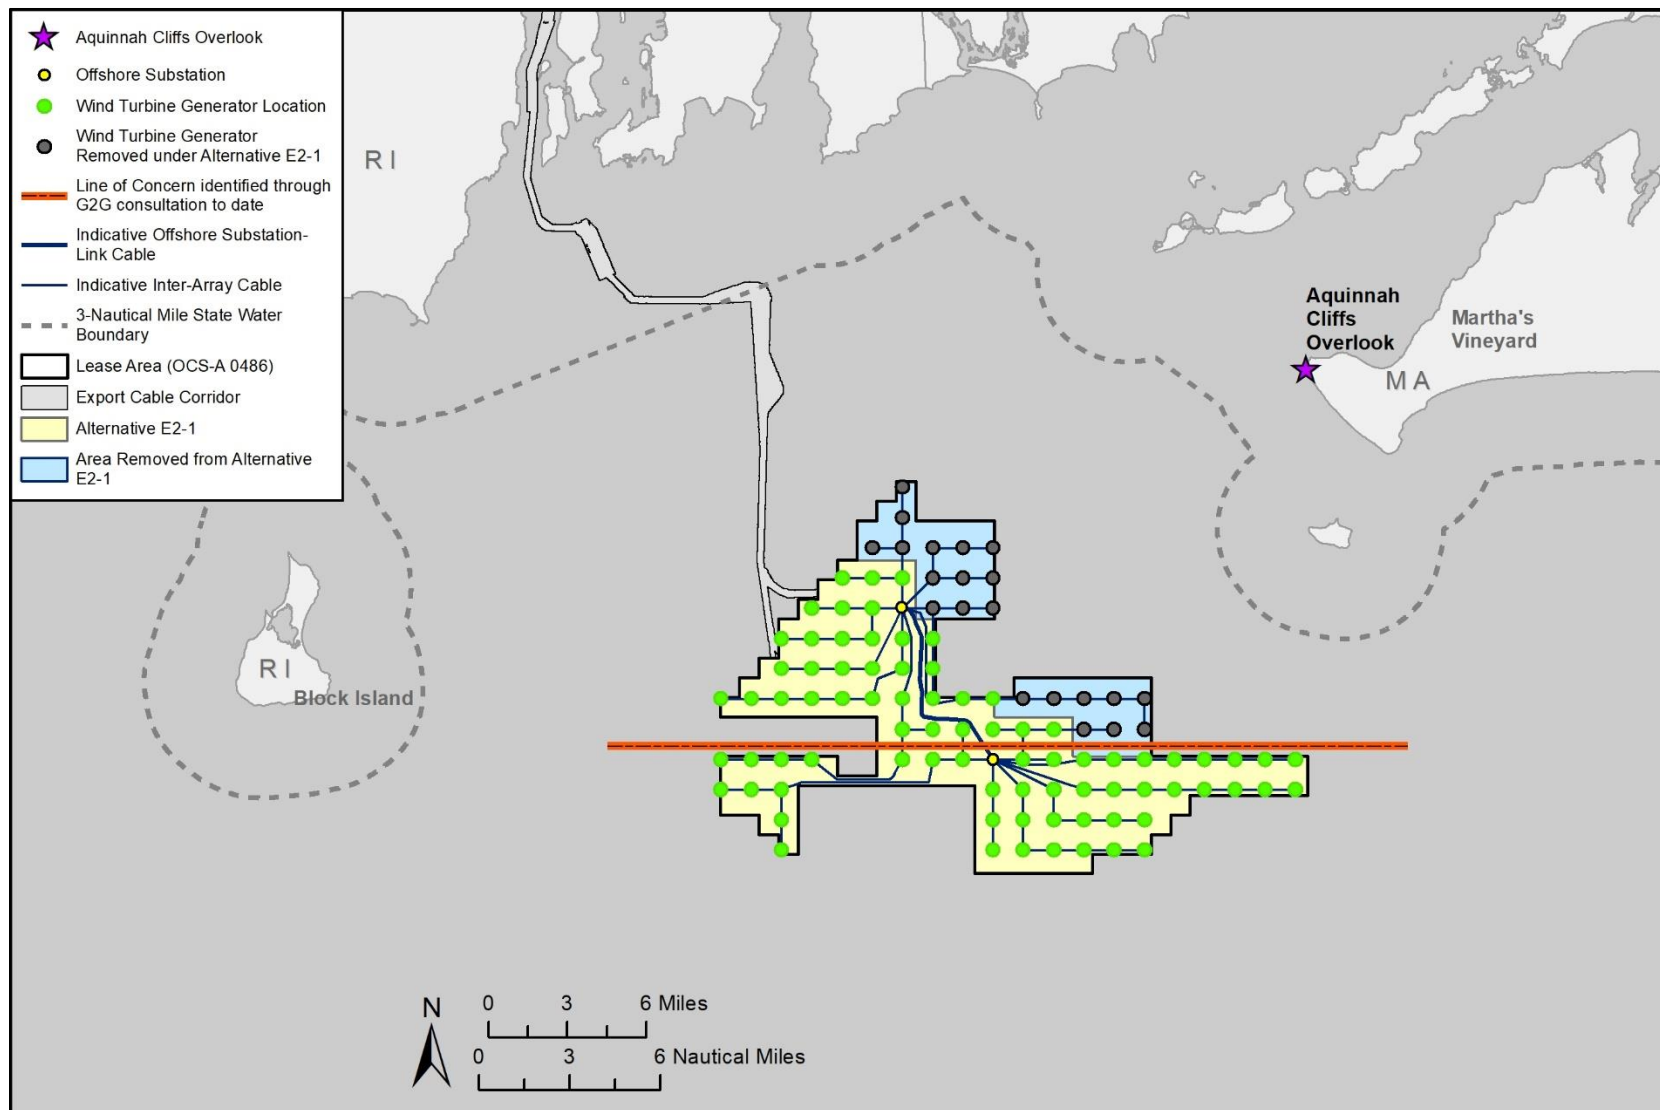 Aquinnah Cliffs Overlook
Offshore Substation
Wind Turbine Generator Location
Wind Turbine Generator
Removed under Alternative E2-1
Line of Concern identified through
G2G consultation to date
Indicative Offshore Substation-
Link Cable
Indicative Inter-Array Cable
3-Nautical Mile State Water
Boundary
Lease Area (OCS-A 0486)
Export Cable Corridor
Alternative E2-1
Area Removed from Alternative
E2-1
R I
Aquinnah
Cliffs
Overlook
Martha's
Vineyard
M A
R I
Block Island
N
0 3 6 Miles
0 3 6 Nautical Miles